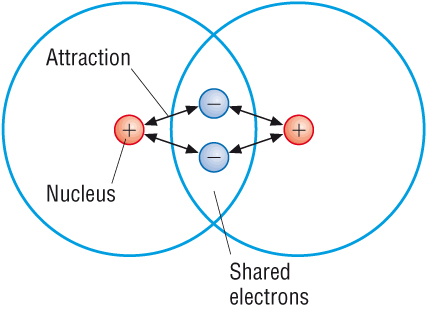 Attraction
−
+
+
−
Nucleus
Shared
electrons